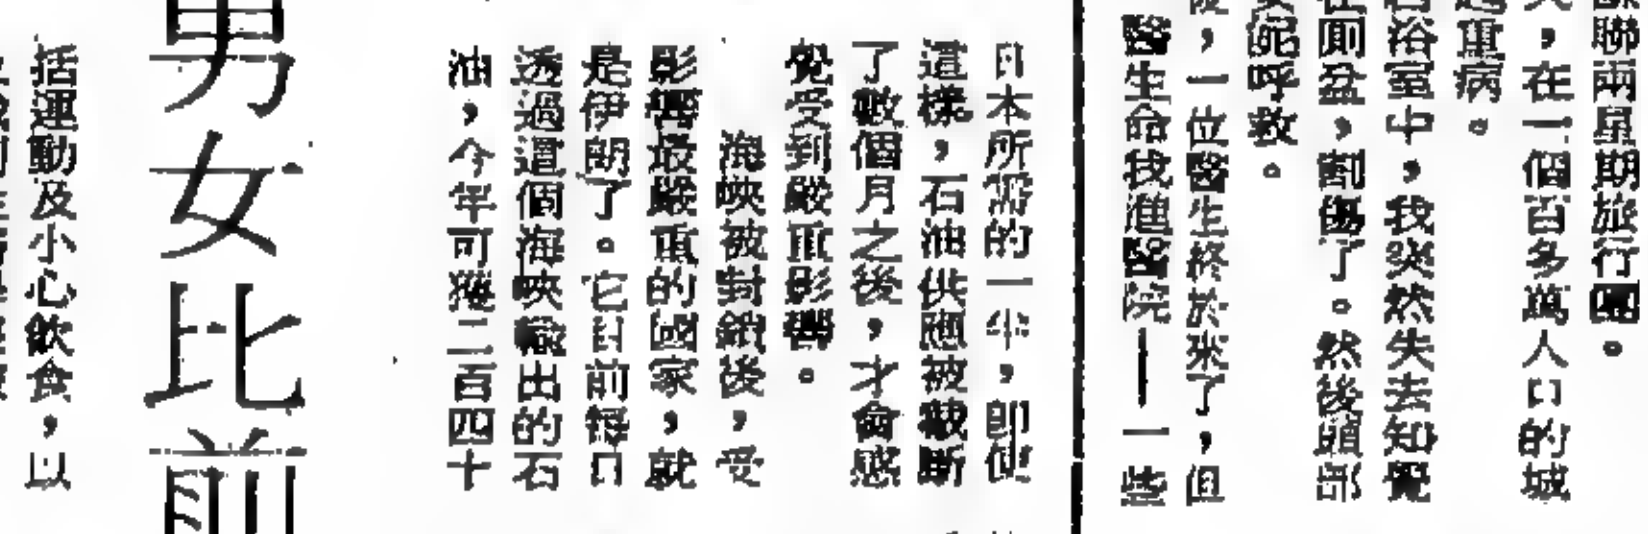 聯兩星期旅行團。
，在一個百多萬人口的城
重病。
浴室中，我突然失去知覺
廁盆，割傷了。然後頭部
呼救。
，一位醫生終於來了，但
醫生命我進醫院——一些
日本所需的一半，即使
這樣，石油供應被截斷
了數個月之後，才會感
覺受到嚴重影響。
海峽被封鎖後，受
影響最嚴重的國家，就
是伊朗了。它目前每日
透過這個海峽輸出的石
油，今年可獲二百四十
男女比前
括運動及小心飲食，以